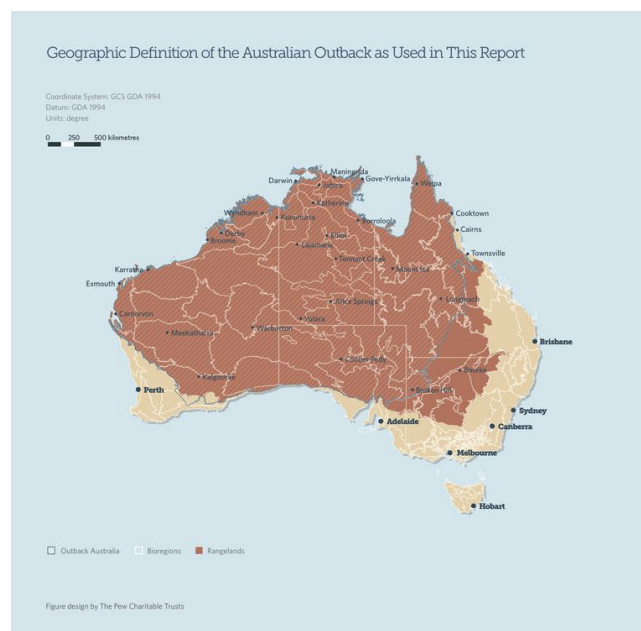 Geographic Definition of the Australian Outback as Used in This Report
Coordinate System: GCS GDA 1994
Datum: GDA 1994
Units: degree
0 250 500 kilometres
Maningrida
Darwin
Gove-Yirrkala
Jabiru
Weipa
Katherine
Wyndham
Kununurra
Cooktown
Borroloola
Derby
Cairns
Elliot
Broome
Lajamanu
Townsville
Tennant Creek
Karratha
Mount Isa
Exmouth
Longreach
Alice Springs
Carnarvon
Yulara
Warburton
Meekatharra
Brisbane
Coober Pedy
Bourke
Kalgoorlie
Perth
Broken Hill
Sydney
Adelaide
Canberra
Melbourne
Hobart
Outback Australia Bioregions Rangelands
Figure design by The Pew Charitable Trusts